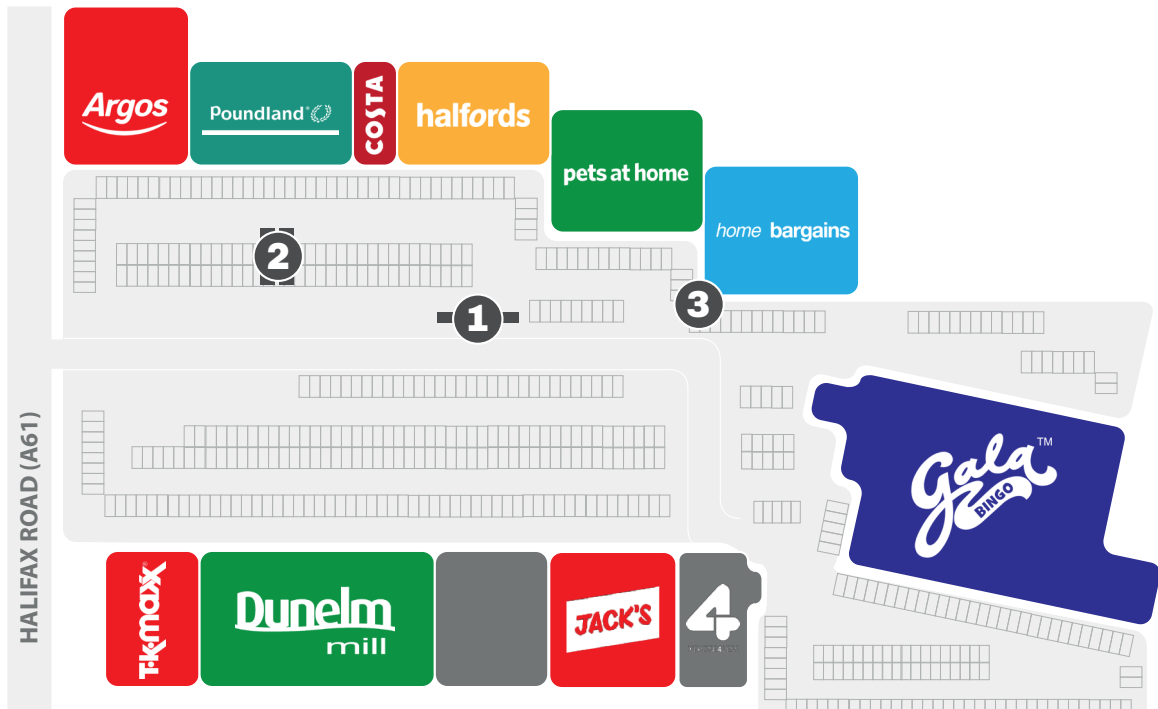 Argos
Poundland
COSTA
halfords
pets at home
home bargains
2
1
3
HALIFAX ROAD (A61)
Gala TM
BINGO
T.K.maxx
Dunelm
mill
JACK'S
4